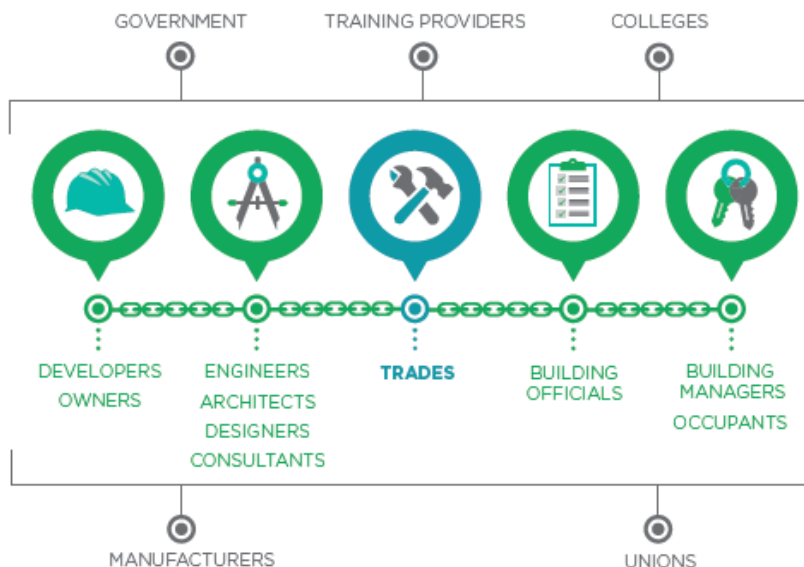 GOVERNMENT
TRAINING PROVIDERS
COLLEGES
DEVELOPERS
OWNERS
ENGINEERS
ARCHITECTS
DESIGNERS
CONSULTANTS
TRADES
BUILDING
OFFICIALS
BUILDING
MANAGERS
OCCUPANTS
MANUFACTURERS
UNIONS